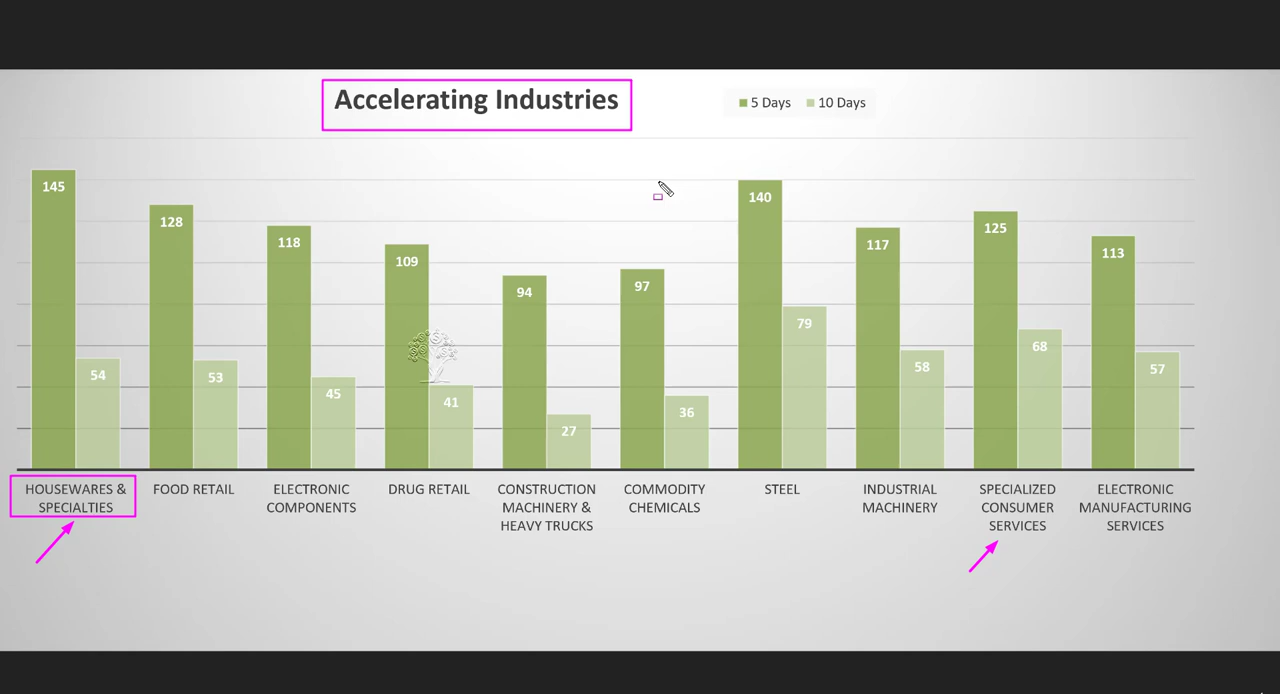 Accelerating Industries
5 Days
10 Days
145
54
128
53
118
45
109
41
94
27
97
36
140
79
117
58
125
68
113
57
HOUSEWARES &
SPECIALTIES
FOOD RETAIL
ELECTRONIC
COMPONENTS
DRUG RETAIL
CONSTRUCTION
MACHINERY &
HEAVY TRUCKS
COMMODITY
CHEMICALS
STEEL
INDUSTRIAL
MACHINERY
SPECIALIZED
CONSUMER
SERVICES
ELECTRONIC
MANUFACTURING
SERVICES